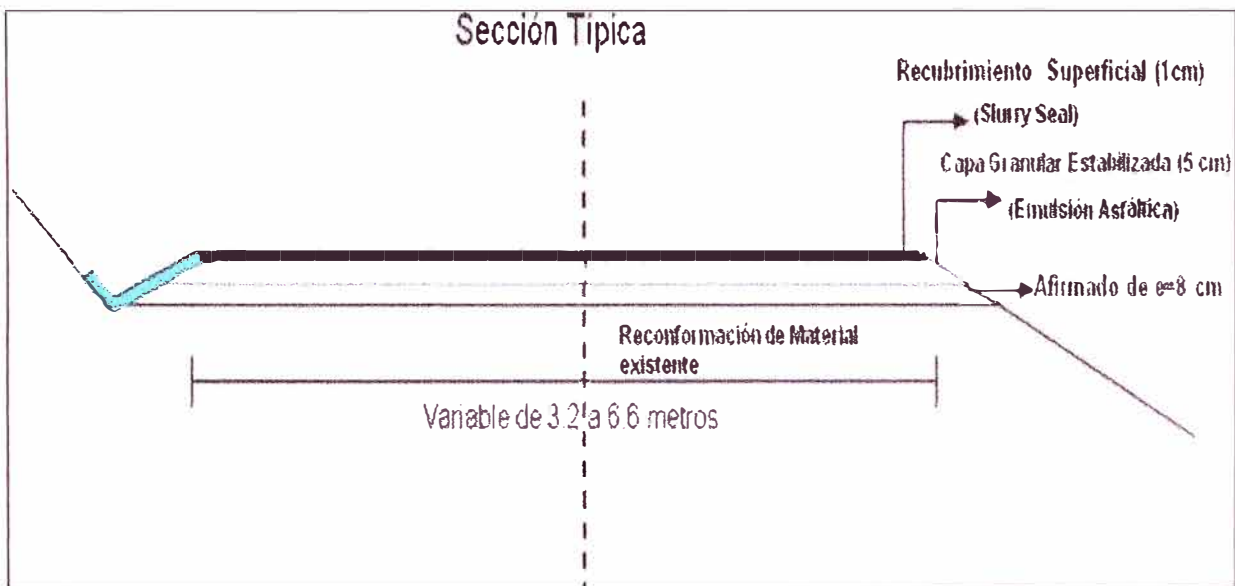 Sección Típica
Recubrimiento Superficial (1cm)
(Slurry Seal)
Capa Granular Estabilizada (5 cm)
(Emulsión Asfáltica)
Afirmado de e=8 cm
Reconformación de Material
existente
Variable de 3.2 a 6.6 metros